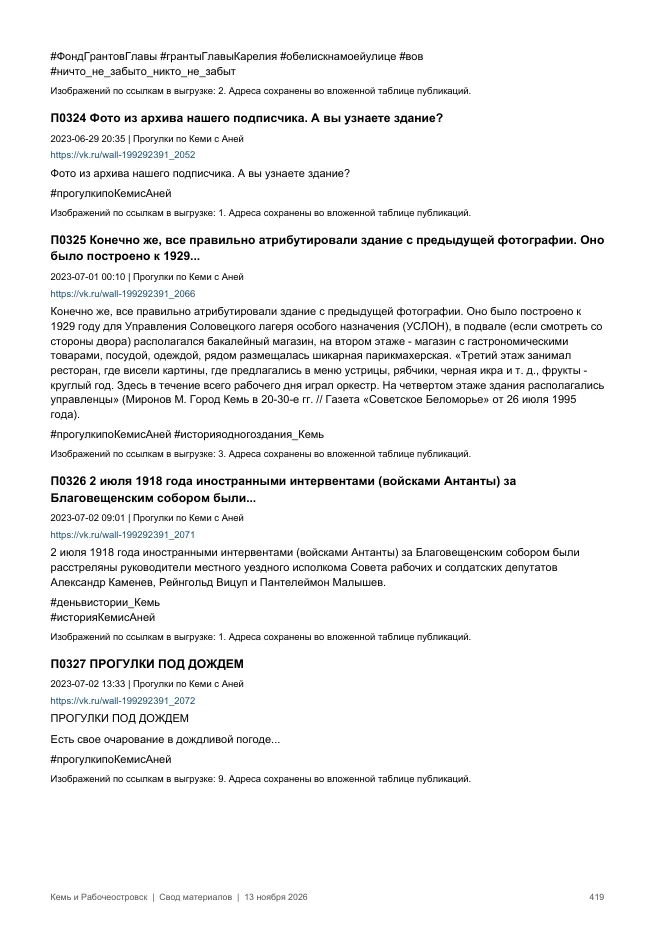 #ФондГрантовГлавы #грантыГлавыКарелия #обелискнамоейулице #вов
#ничто_не_забыто_никто_не_забыт
Изображений по ссылкам в выгрузке: 2. Адреса сохранены во вложенной таблице публикаций.
П0324 Фото из архива нашего подписчика. А вы узнаете здание?
2023-06-29 20:35 | Прогулки по Кеми с Аней
https://vk.ru/wall-199292391_2052
Фото из архива нашего подписчика. А вы узнаете здание?
#прогулкипоКемисАней
Изображений по ссылкам в выгрузке: 1. Адреса сохранены во вложенной таблице публикаций.
П0325 Конечно же, все правильно атрибутировали здание с предыдущей фотографии. Оно
было построено к 1929...
2023-07-01 00:10 | Прогулки по Кеми с Аней
https://vk.ru/wall-199292391_2066
Конечно же, все правильно атрибутировали здание с предыдущей фотографии. Оно было построено к
1929 году для Управления Соловецкого лагеря особого назначения (УСЛОН), в подвале (если смотреть со
стороны двора) располагался бакалейный магазин, на втором этаже - магазин с гастрономическими
товарами, посудой, одеждой, рядом размещалась шикарная парикмахерская. «Третий этаж занимал
ресторан, где висели картины, где предлагались в меню устрицы, рябчики, черная икра и т. д., фрукты -
круглый год. Здесь в течение всего рабочего дня играл оркестр. На четвертом этаже здания располагались
управленцы» (Миронов М. Город Кемь в 20-30-е гг. // Газета «Советское Беломорье» от 26 июля 1995
года).
#прогулкипоКемисАней #историяодногоздания_Кемь
Изображений по ссылкам в выгрузке: 3. Адреса сохранены во вложенной таблице публикаций.
П0326 2 июля 1918 года иностранными интервентами (войсками Антанты) за
Благовещенским собором были...
2023-07-02 09:01 | Прогулки по Кеми с Аней
https://vk.ru/wall-199292391_2071
2 июля 1918 года иностранными интервентами (войсками Антанты) за Благовещенским собором были
расстреляны руководители местного уездного исполкома Совета рабочих и солдатских депутатов
Александр Каменев, Рейнгольд Вицуп и Пантелеймон Малышев.
#деньвистории_Кемь
#историяКемисАней
Изображений по ссылкам в выгрузке: 1. Адреса сохранены во вложенной таблице публикаций.
П0327 ПРОГУЛКИ ПОД ДОЖДЕМ
2023-07-02 13:33 | Прогулки по Кеми с Аней
https://vk.ru/wall-199292391_2072
ПРОГУЛКИ ПОД ДОЖДЕМ
Есть свое очарование в дождливой погоде...
#прогулкипоКемисАней
Изображений по ссылкам в выгрузке: 9. Адреса сохранены во вложенной таблице публикаций.
Кемь и Рабочеостровск | Свод материалов | 13 ноября 2026 419